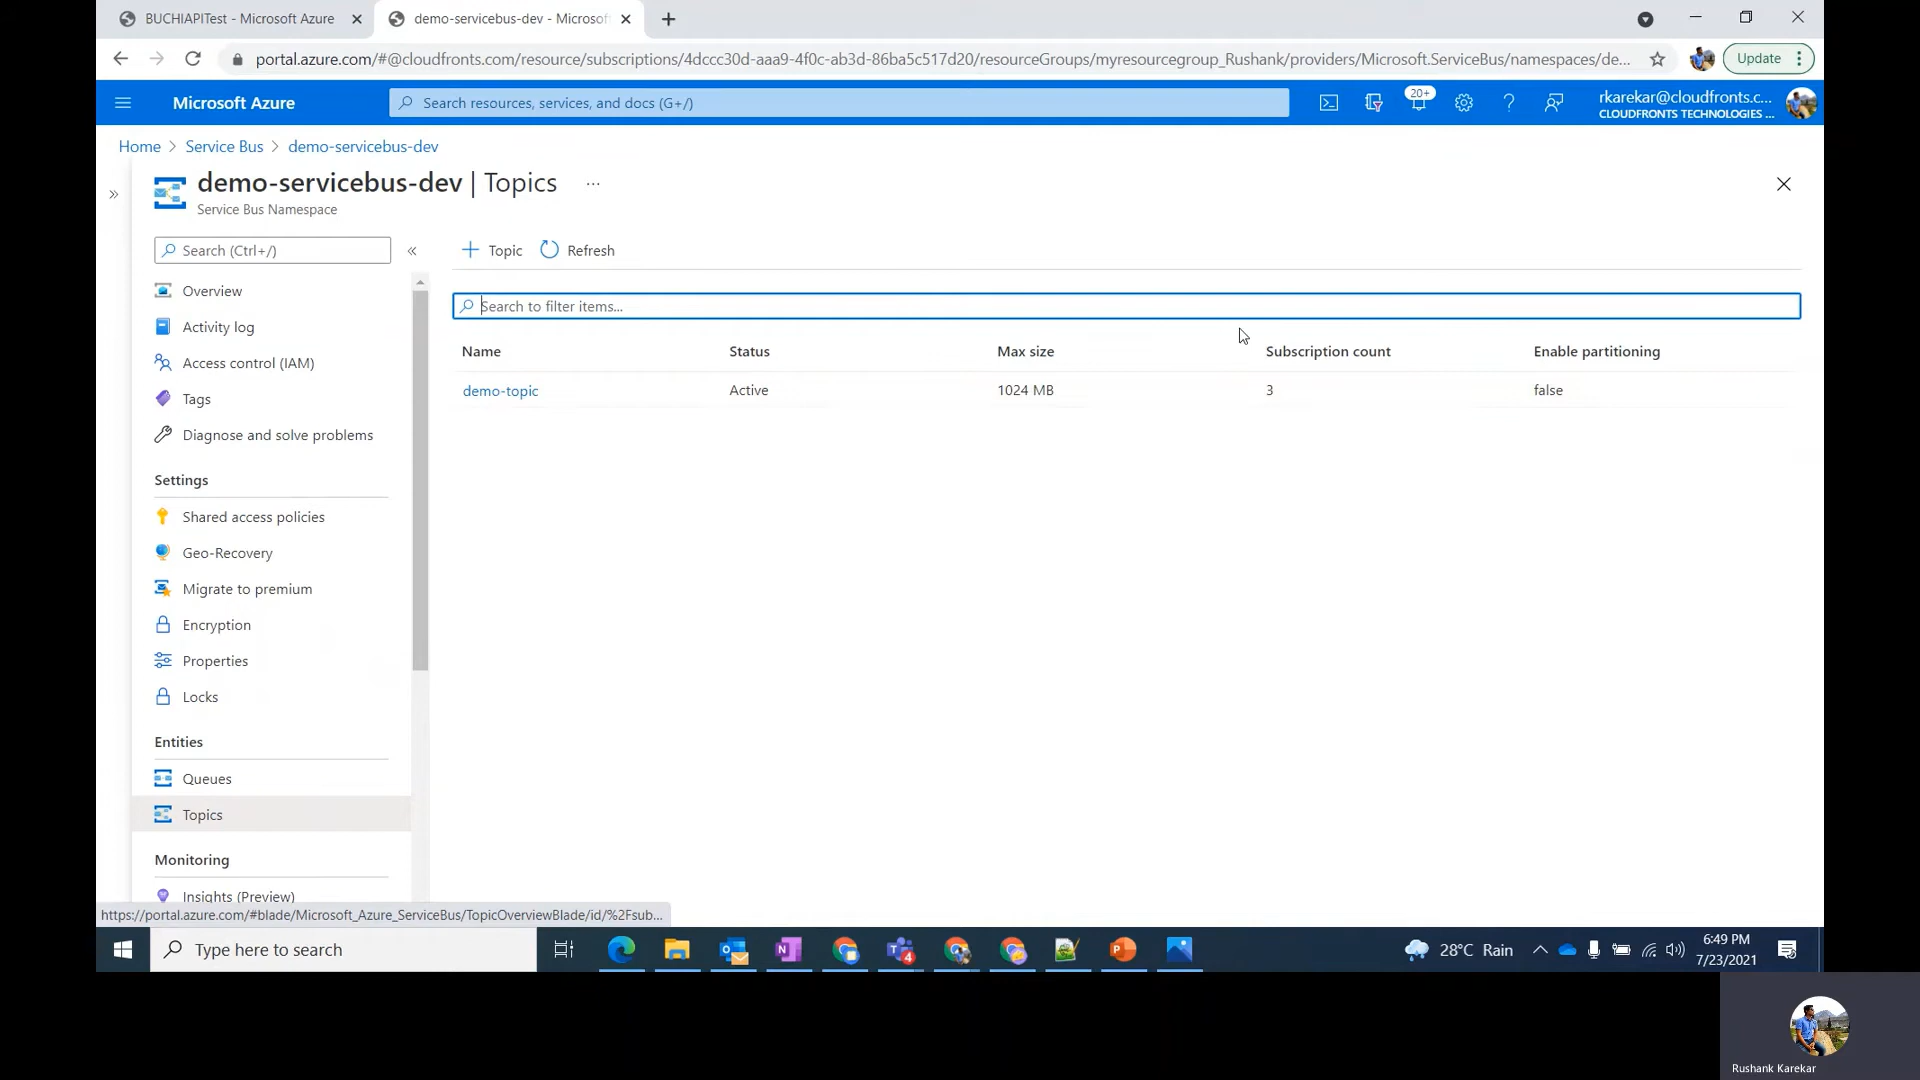 BUCHIAPITest - Microsoft Azure
demo-servicebus-dev - Microsof
portal.azure.com/#@cloudfronts.com/resource/subscriptions/4dccc30d-aaa9-4f0c-ab3d-86ba5c517d20/resourceGroups/myresourcegroup_Rushank/providers/Microsoft.ServiceBus/namespaces/de...
Update
Microsoft Azure
Search resources, services, and docs (G+/)
20+
rkarekar@cloudfronts.c...
CLOUDFRONTS TECHNOLOGIES ...
Home > Service Bus > demo-servicebus-dev
demo-servicebus-dev | Topics ...
Service Bus Namespace
Search (Ctrl+/)
Topic
Refresh
Overview
Activity log
Access control (IAM)
Tags
Diagnose and solve problems
Settings
Shared access policies
Geo-Recovery
Migrate to premium
Encryption
Properties
Locks
Entities
Queues
Topics
Monitoring
Insights (Preview)
Search to filter items...
Name Status Max size Subscription count Enable partitioning
demo-topic Active 1024 MB 3 false
https://portal.azure.com/#blade/Microsoft_Azure_ServiceBus/TopicOverviewBlade/id/%2Fsub...
Type here to search
4
28°C Rain
6:49 PM
7/23/2021
Rushank Karekar